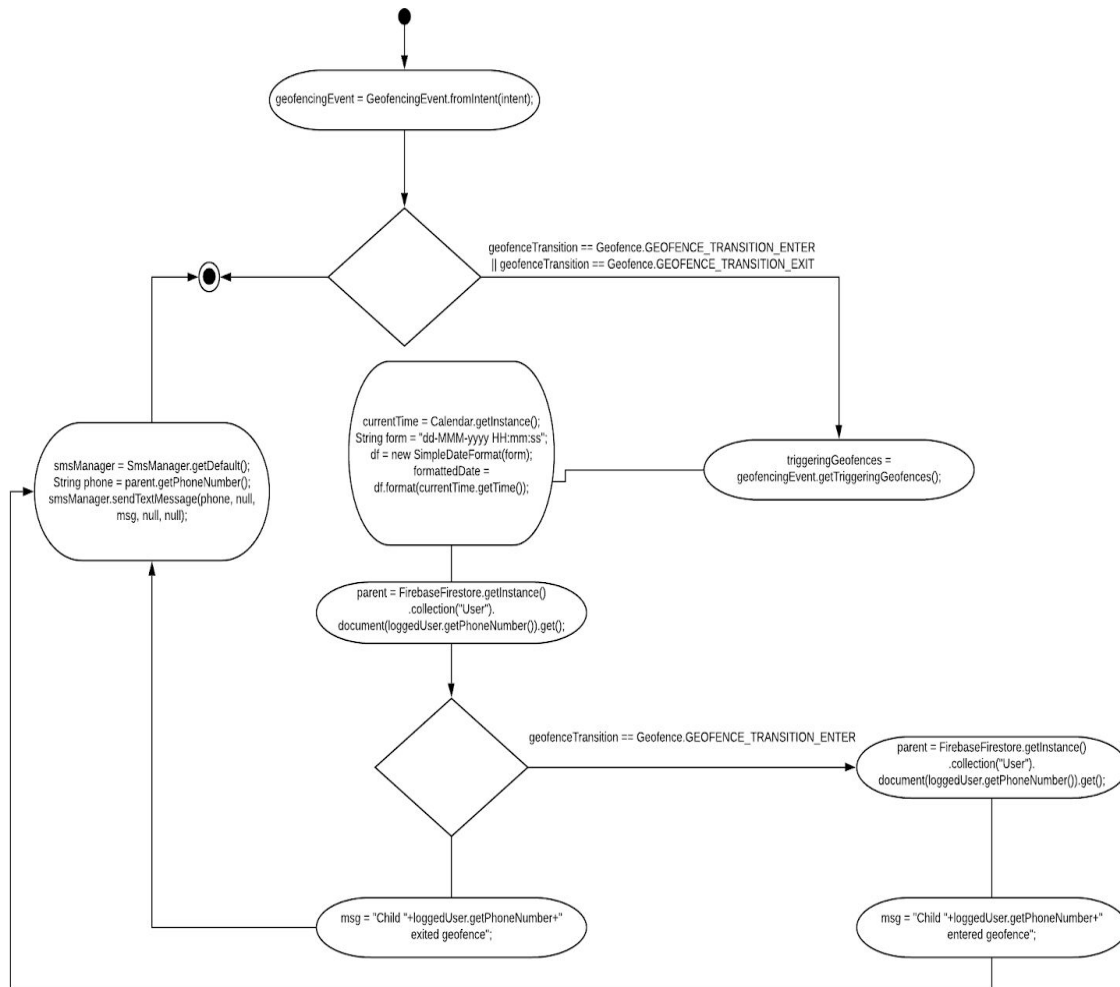 geofencingEvent = GeofencingEvent.fromIntent(intent);
geofenceTransition == Geofence.GEOFENCE_TRANSITION_ENTER
|| geofenceTransition == Geofence.GEOFENCE_TRANSITION_EXIT
currentTime = Calendar.getInstance();
String form = "dd-MMM-yyyy HH:mm:ss";
df = new SimpleDateFormat(form);
formattedDate =
df.format(currentTime.getTime());
triggeringGeofences =
geofencingEvent.getTriggeringGeofences();
smsManager = SmsManager.getDefault();
String phone = parent.getPhoneNumber();
smsManager.sendTextMessage(phone, null,
msg, null, null);
parent = FirebaseFirestore.getInstance()
.collection("User").
document(loggedUser.getPhoneNumber()).get();
geofenceTransition == Geofence.GEOFENCE_TRANSITION_ENTER
parent = FirebaseFirestore.getInstance()
.collection("User").
document(loggedUser.getPhoneNumber()).get();
msg = "Child "+loggedUser.getPhoneNumber+"
exited geofence";
msg = "Child "+loggedUser.getPhoneNumber+"
entered geofence";